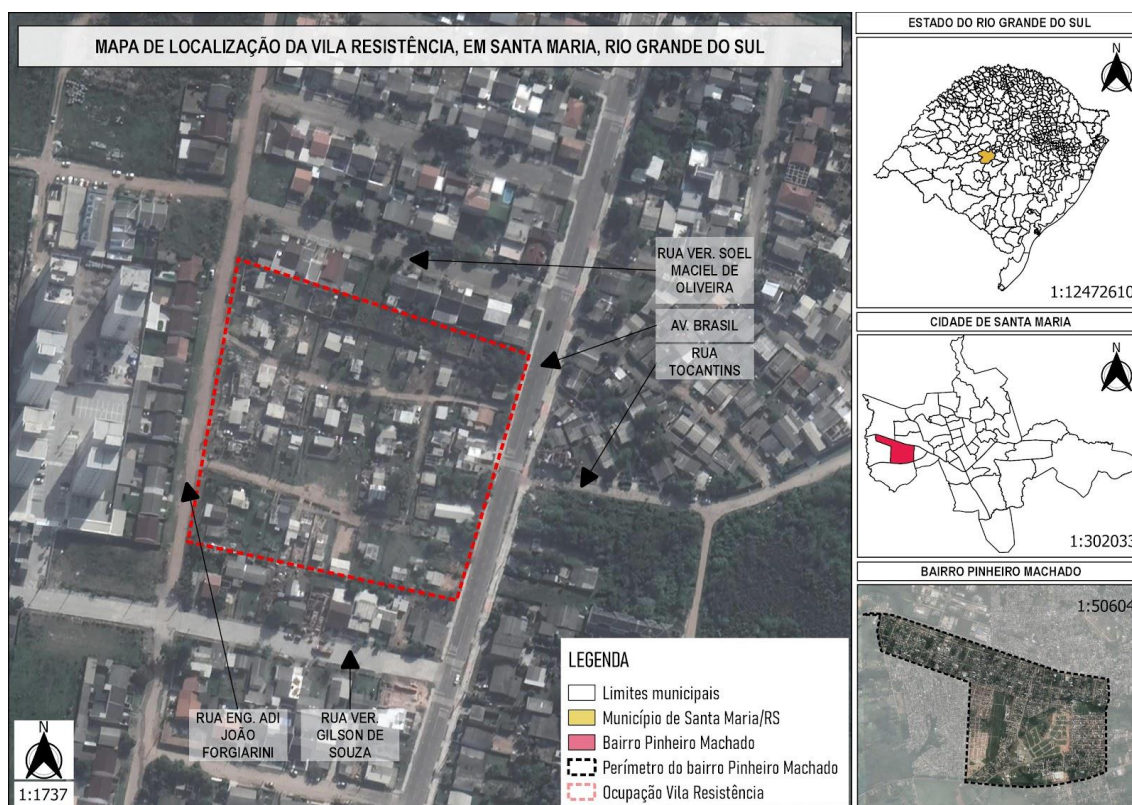 MAPA DE LOCALIZAÇÃO DA VILA RESISTÊNCIA, EM SANTA MARIA, RIO GRANDE DO SUL
RUA VER. SOEL
MACIEL DE
OLIVEIRA
AV. BRASIL
RUA
TOCANTINS
RUA ENG. ADI
JOÃO
FORGIARINI
RUA VER.
GILSON DE
SOUZA
N
1:1737
LEGENDA
Limites municipais
Município de Santa Maria/RS
Bairro Pinheiro Machado
Perímetro do bairro Pinheiro Machado
Ocupação Vila Resistência
ESTADO DO RIO GRANDE DO SUL
N
1:12472610
CIDADE DE SANTA MARIA
N
1:302033
BAIRRO PINHEIRO MACHADO
1:50604